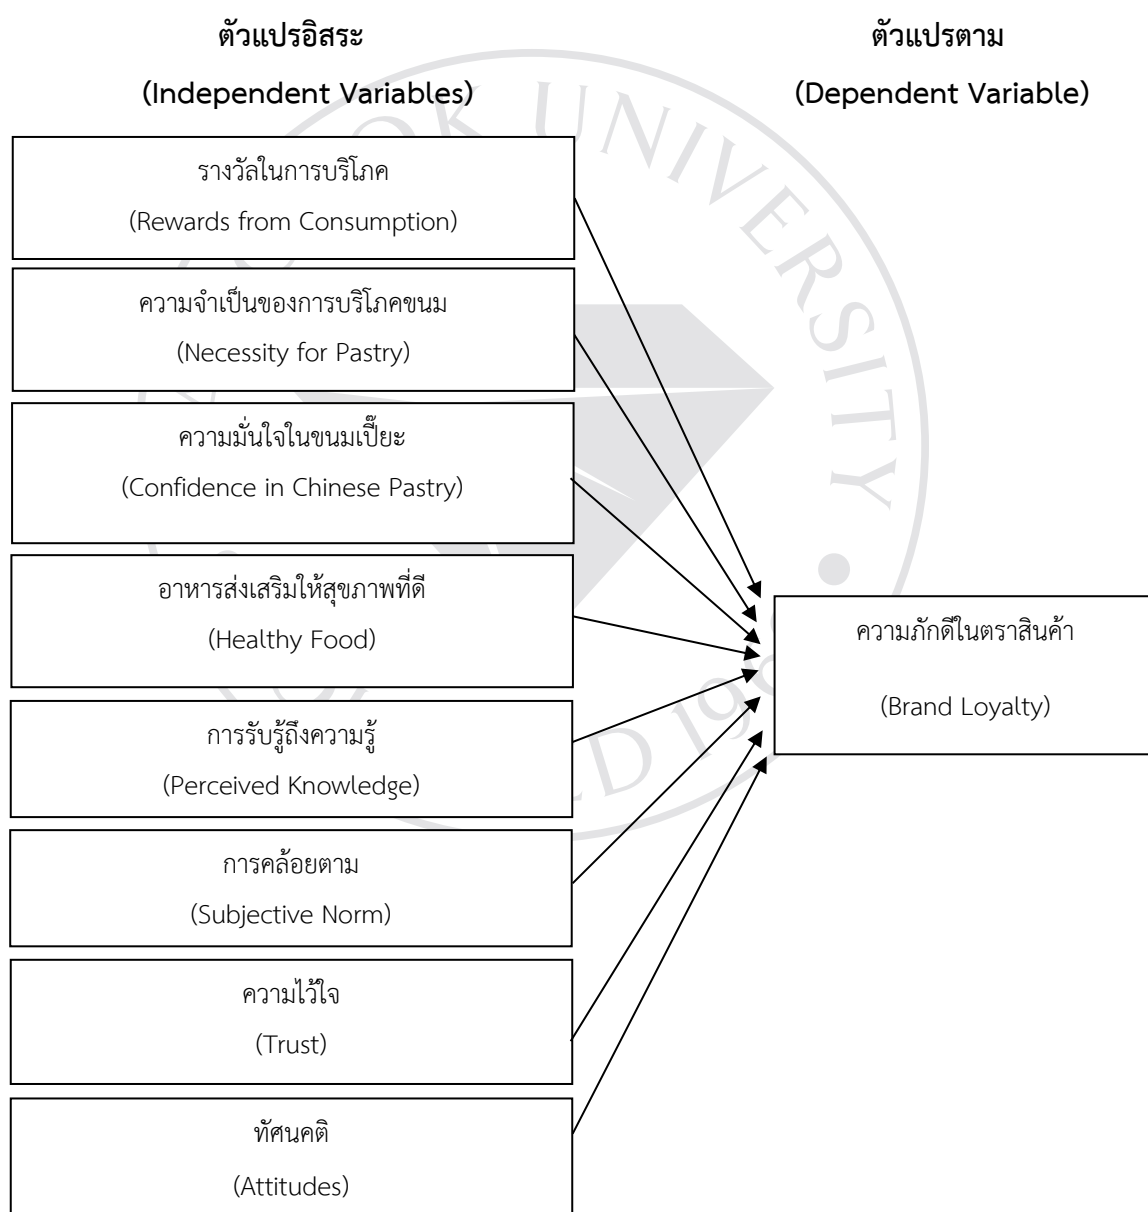 ตัวแปรอิสระ
(Independent Variables)
ตัวแปรตาม
(Dependent Variable)
รางวัลในการบริโภค
(Rewards from Consumption)
ความจำเป็นของการบริโภคขนม
(Necessity for Pastry)
ความมั่นใจในขนมเปี๊ยะ
(Confidence in Chinese Pastry)
อาหารส่งเสริมให้สุขภาพที่ดี
(Healthy Food)
การรับรู้ถึงความรู้
(Perceived Knowledge)
การคล้อยตาม
(Subjective Norm)
ความไว้ใจ
(Trust)
ทัศนคติ
(Attitudes)
ความภักดีในตราสินค้า
(Brand Loyalty)
UNIVERSITY